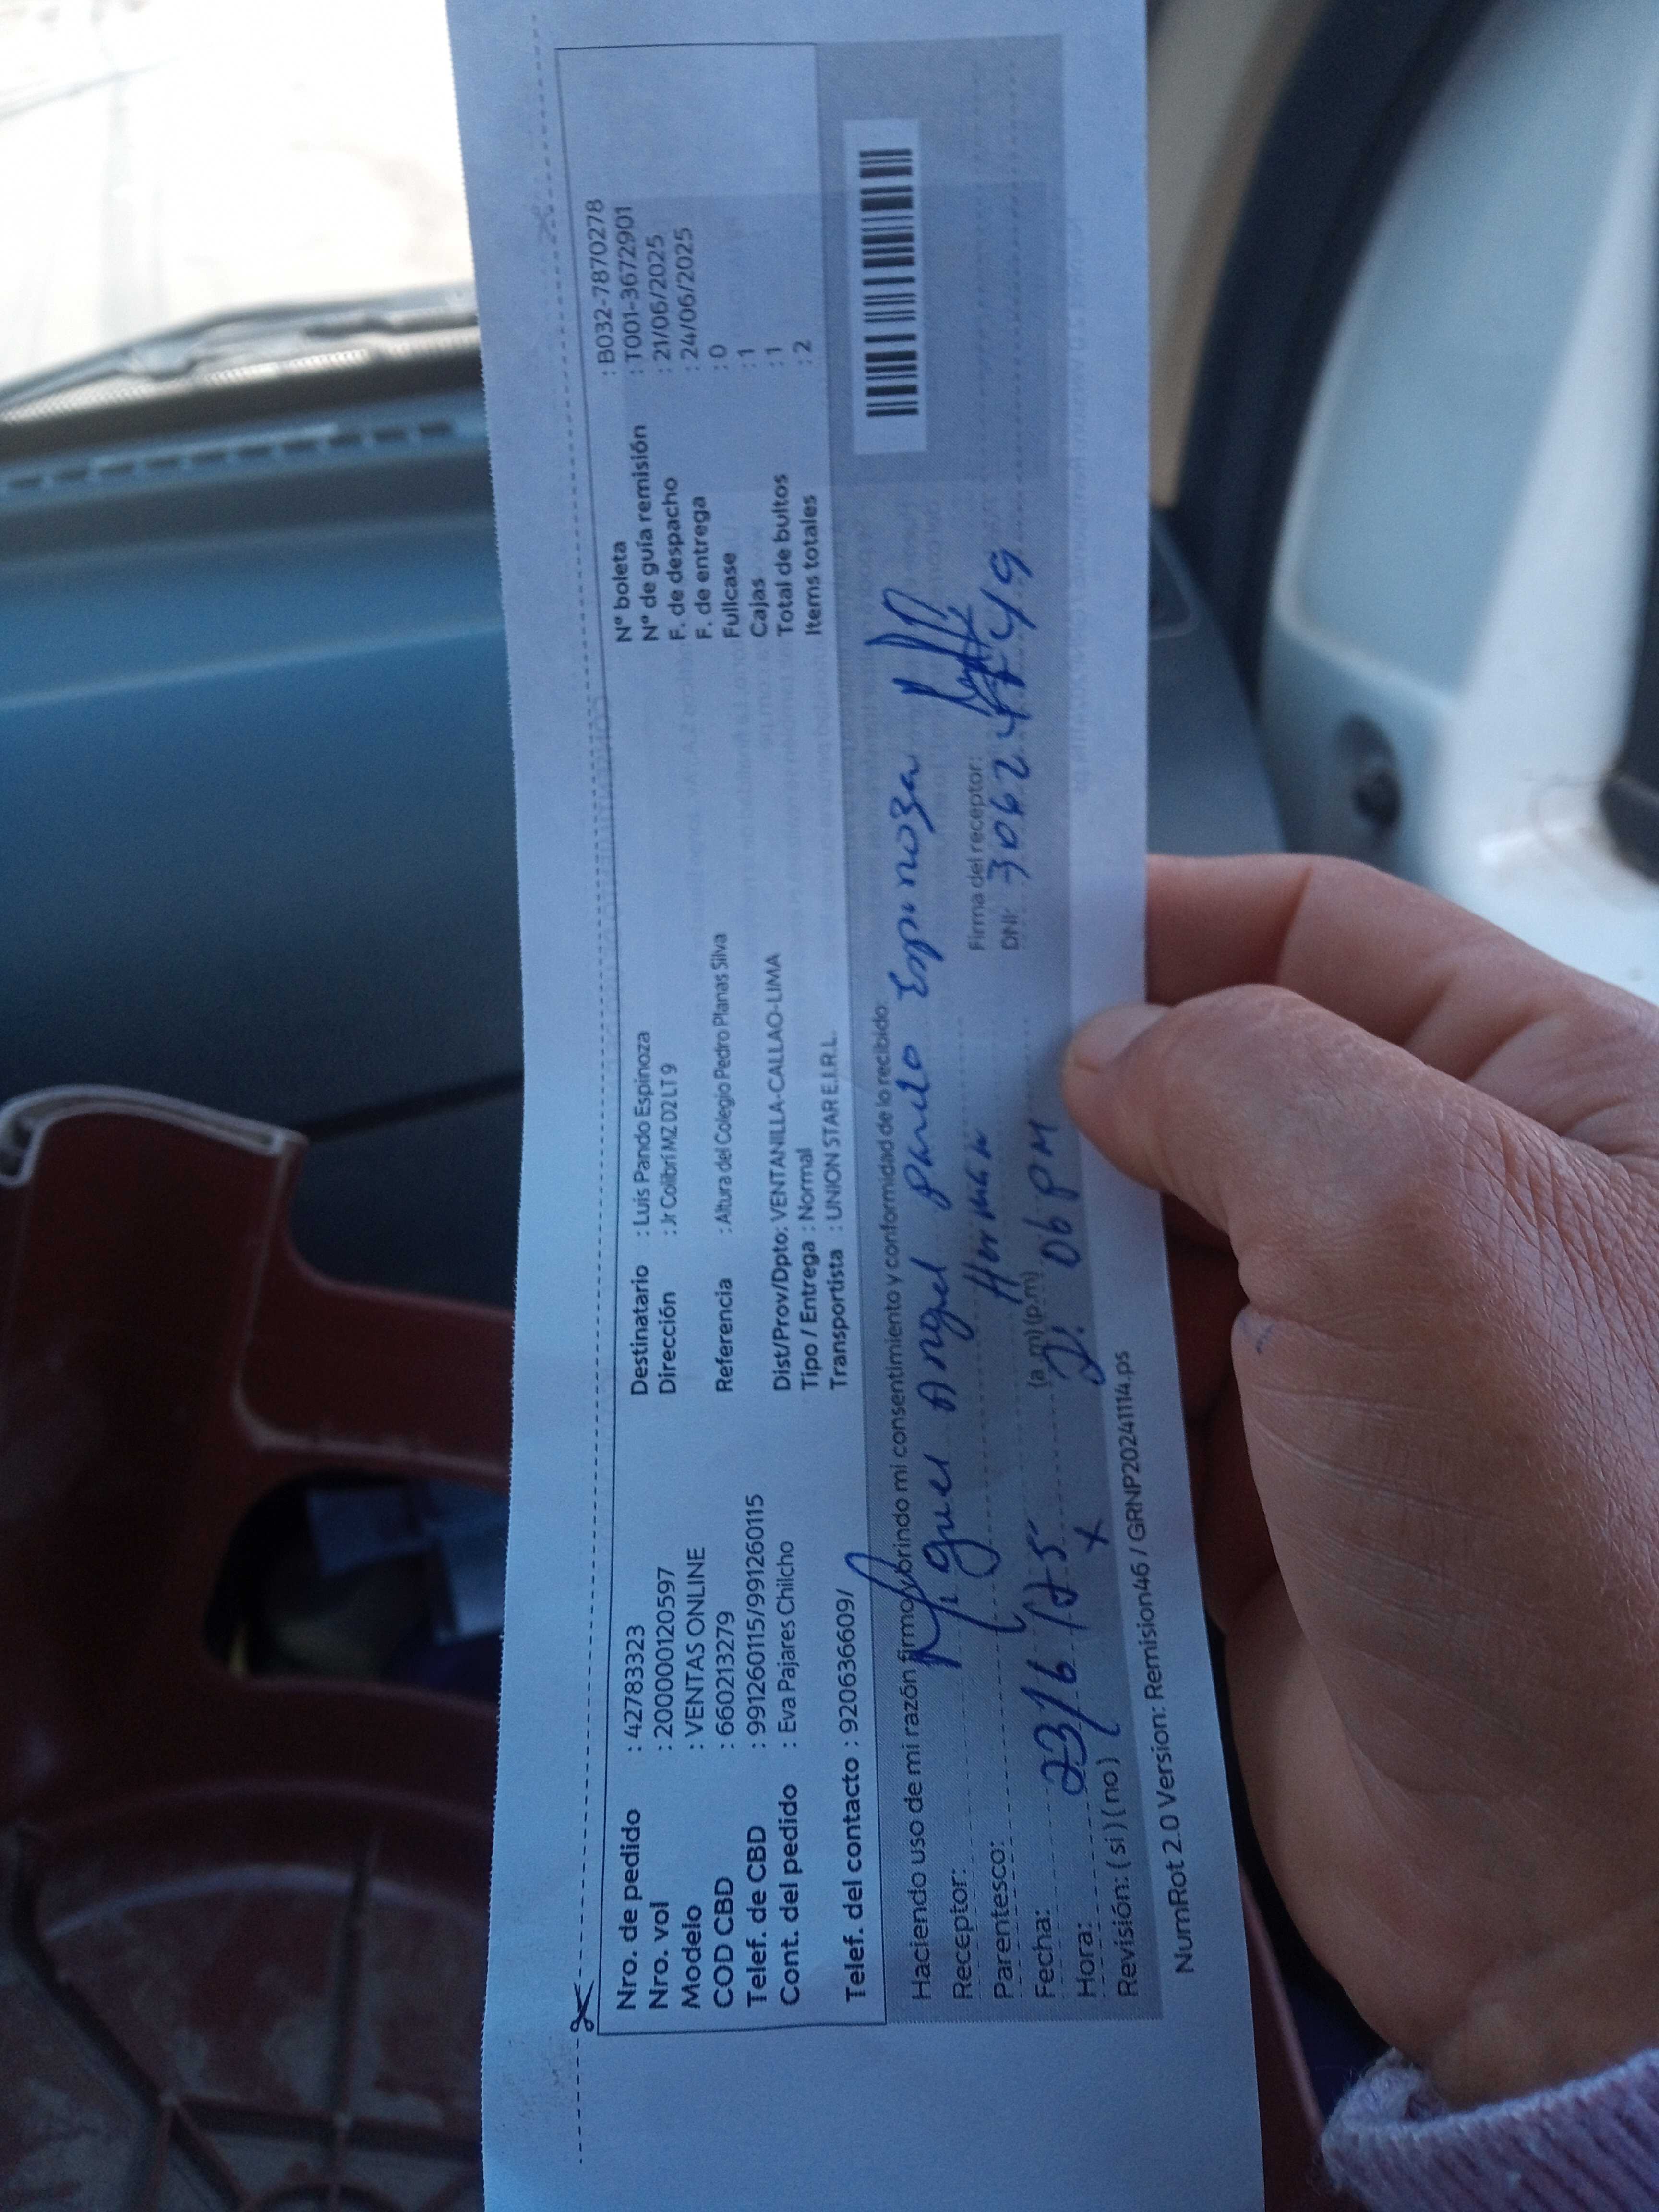 Nro. de pedido : 42783323
Nro. vol : 20000120597
Modelo : VENTAS ONLINE
COD CBD : 660213279
Telef. de CBD : 991260115/991260115
Cont. del pedido : Eva Pajares Chilcho
Telef. del contacto : 920636609/
Destinatario : Luis Pando Espinoza
Dirección : Jr Colibrí MZ D2 LT 9
Referencia : Altura del Colegio Pedro Planas Silva
Dist/Prov/Dpto: VENTANILLA-CALLAO-LIMA
Tipo / Entrega : Normal
Transportista : UNION STAR E.I.R.L.
N° boleta : B032-7870278
N° de guía remisión : T001-3672901
F. de despacho : 21/06/2025
F. de entrega : 24/06/2025
Fullcase : 0
Cajas : 1
Total de bultos : 1
Items totales : 2
Haciendo uso de mi razón firmo brindo mi consentimiento y conformidad de lo recibido
Receptor: Miguel Angel Pando Espinoza
Parentesco: Herman
Firma del receptor:
Fecha: 23/6/25
DNI:
Hora: (a.m) (p.m) 2:06 PM
Revisión: ( si ) ( no ) x
NumRot 2.0 Version: Remision46 / GRNP20241114.ps